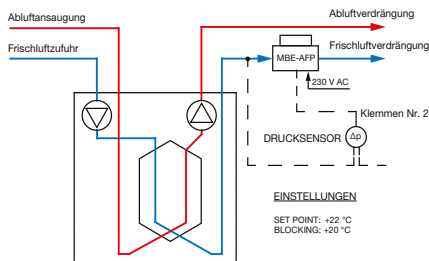 Abluftansaugung
Abluftverdrängung
Frischluftzufuhr
Frischluftverdrängung
MBE-AFP
230 V AC
Klemmen Nr. 2
DRUCKSENSOR
Δp
EINSTELLUNGEN
SET POINT: +22 °C
BLOCKING: +20 °C